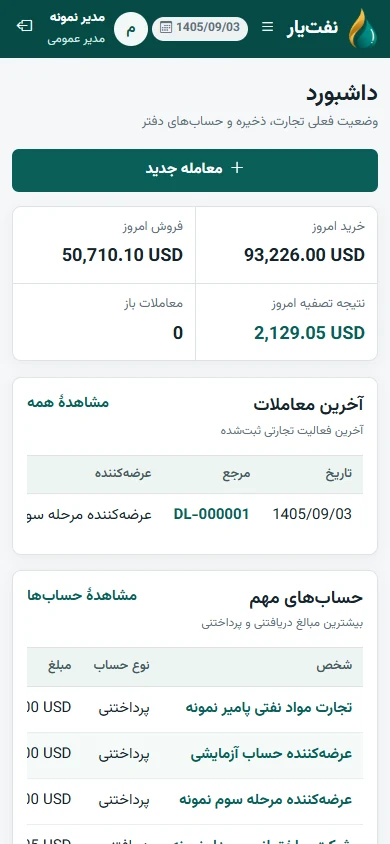 نفت‌یار
1405/09/03
م
مدیر نمونه
مدیر عمومی
داشبورد
وضعیت فعلی تجارت، ذخیره و حساب‌های دفتر
+ معامله جدید
خرید امروز
93,226.00 USD
فروش امروز
50,710.10 USD
نتیجه تصفیه امروز
2,129.05 USD
معاملات باز
0
آخرین معاملات
مشاهدهٔ همه
آخرین فعالیت تجارتی ثبت‌شده
تاریخ مرجع عرضه‌کننده
1405/09/03 DL-000001 عرضه‌کننده مرحله سو
حساب‌های مهم
مشاهدهٔ حساب‌ها
بیشترین مبالغ دریافتنی و پرداختنی
شخص نوع حساب مبلغ
تجارت مواد نفتی پامیر نمونه پرداختنی 00 USD
عرضه‌کننده حساب آزمایشی پرداختنی 00 USD
عرضه‌کننده مرحله سوم نمونه پرداختنی 00 USD